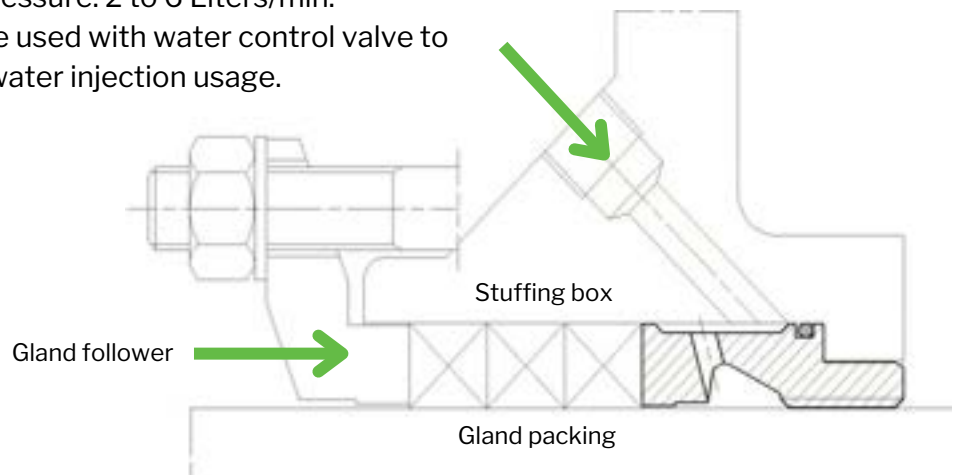 essure: 2 to 6 Liters/min.
e used with water control valve to
water injection usage.
Stuffing box
Gland follower
Gland packing